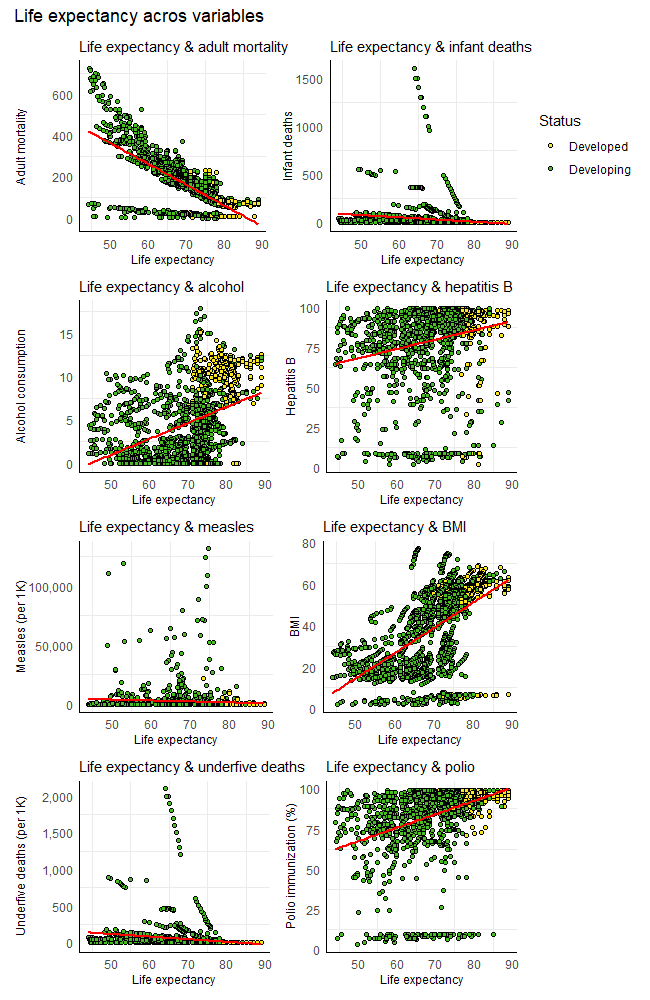 Life expectancy acros variables
Life expectancy & adult mortality
Adult mortality
600
400
200
0
50 60 70 80 90
Life expectancy
Life expectancy & infant deaths
Infant deaths
1500
1000
500
0
50 60 70 80 90
Life expectancy
Status
Developed
Developing
Life expectancy & alcohol
Alcohol consumption
15
10
5
0
50 60 70 80 90
Life expectancy
Life expectancy & hepatitis B
Hepatitis B
100
75
50
25
0
50 60 70 80 90
Life expectancy
Life expectancy & measles
Measles (per 1K)
100,000
50,000
0
50 60 70 80 90
Life expectancy
Life expectancy & BMI
BMI
80
60
40
20
0
50 60 70 80 90
Life expectancy
Life expectancy & underfive deaths
Underfive deaths (per 1K)
2,000
1,500
1,000
500
0
50 60 70 80 90
Life expectancy
Life expectancy & polio
Polio immunization (%)
100
75
50
25
0
50 60 70 80 90
Life expectancy